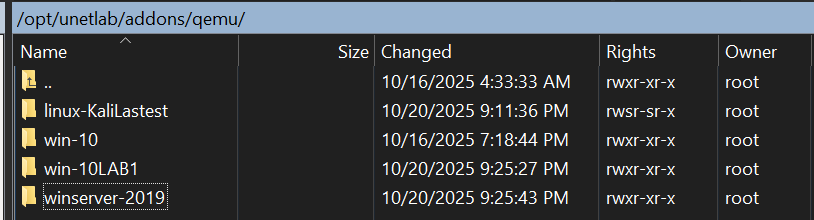 /opt/unetlab/addons/qemu/
Name Size Changed Rights Owner
.. 10/16/2025 4:33:33 AM rwxr-xr-x root
linux-KaliLastest 10/20/2025 9:11:36 PM rwsr-sr-x root
win-10 10/16/2025 7:18:44 PM rwxr-xr-x root
win-10LAB1 10/20/2025 9:25:27 PM rwxr-xr-x root
winserver-2019 10/20/2025 9:25:43 PM rwxr-xr-x root